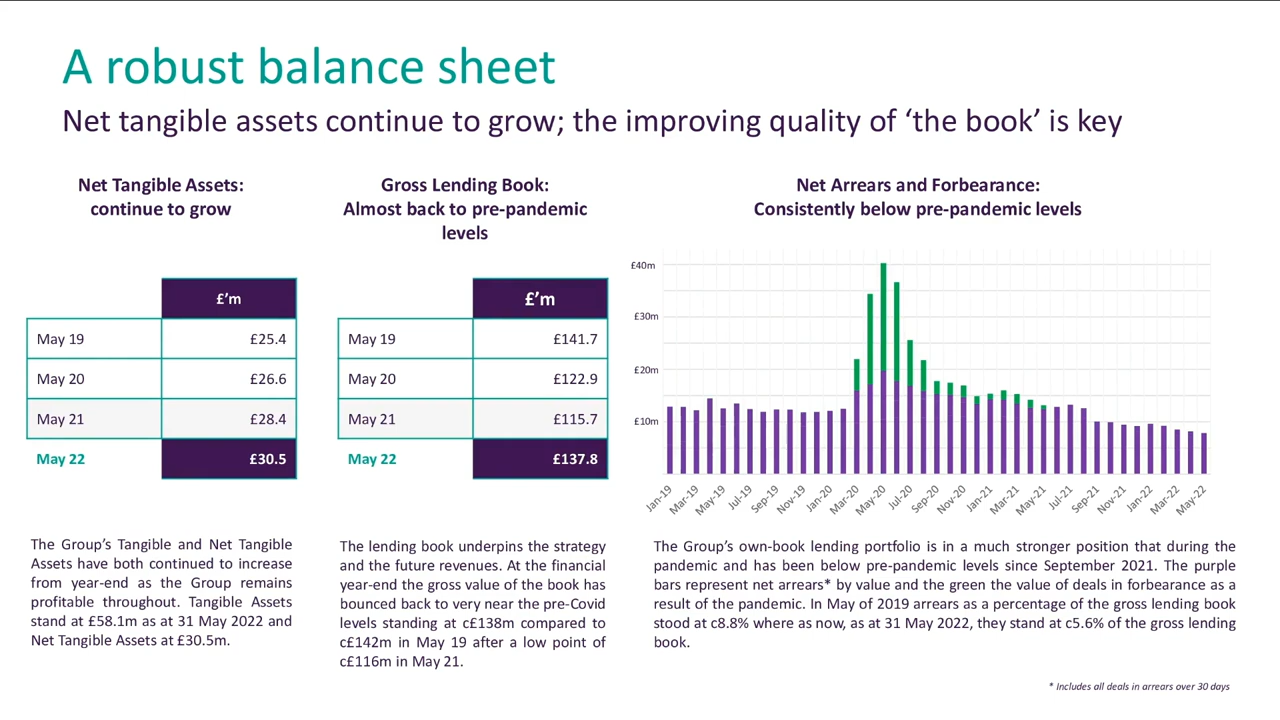 A robust balance sheet
Net tangible assets continue to grow; the improving quality of ‘the book’ is key
Net Tangible Assets:
continue to grow
£’m
May 19 £25.4
May 20 £26.6
May 21 £28.4
May 22 £30.5
The Group’s Tangible and Net Tangible
Assets have both continued to increase
from year-end as the Group remains
profitable throughout. Tangible Assets
stand at £58.1m as at 31 May 2022 and
Net Tangible Assets at £30.5m.
Gross Lending Book:
Almost back to pre-pandemic
levels
£’m
May 19 £141.7
May 20 £122.9
May 21 £115.7
May 22 £137.8
The lending book underpins the strategy
and the future revenues. At the financial
year-end the gross value of the book has
bounced back to very near the pre-Covid
levels standing at c£138m compared to
c£142m in May 19 after a low point of
c£116m in May 21.
Net Arrears and Forbearance:
Consistently below pre-pandemic levels
£40m
£30m
£20m
£10m
Jan-19 Mar-19 May-19 Jul-19 Sep-19 Nov-19 Jan-20 Mar-20 May-20 Jul-20 Sep-20 Nov-20 Jan-21 Mar-21 May-21 Jul-21 Sep-21 Nov-21 Jan-22 Mar-22 May-22
The Group’s own-book lending portfolio is in a much stronger position that during the
pandemic and has been below pre-pandemic levels since September 2021. The purple
bars represent net arrears* by value and the green the value of deals in forbearance as a
result of the pandemic. In May of 2019 arrears as a percentage of the gross lending book
stood at c8.8% where as now, as at 31 May 2022, they stand at c5.6% of the gross lending
book.
* Includes all deals in arrears over 30 days